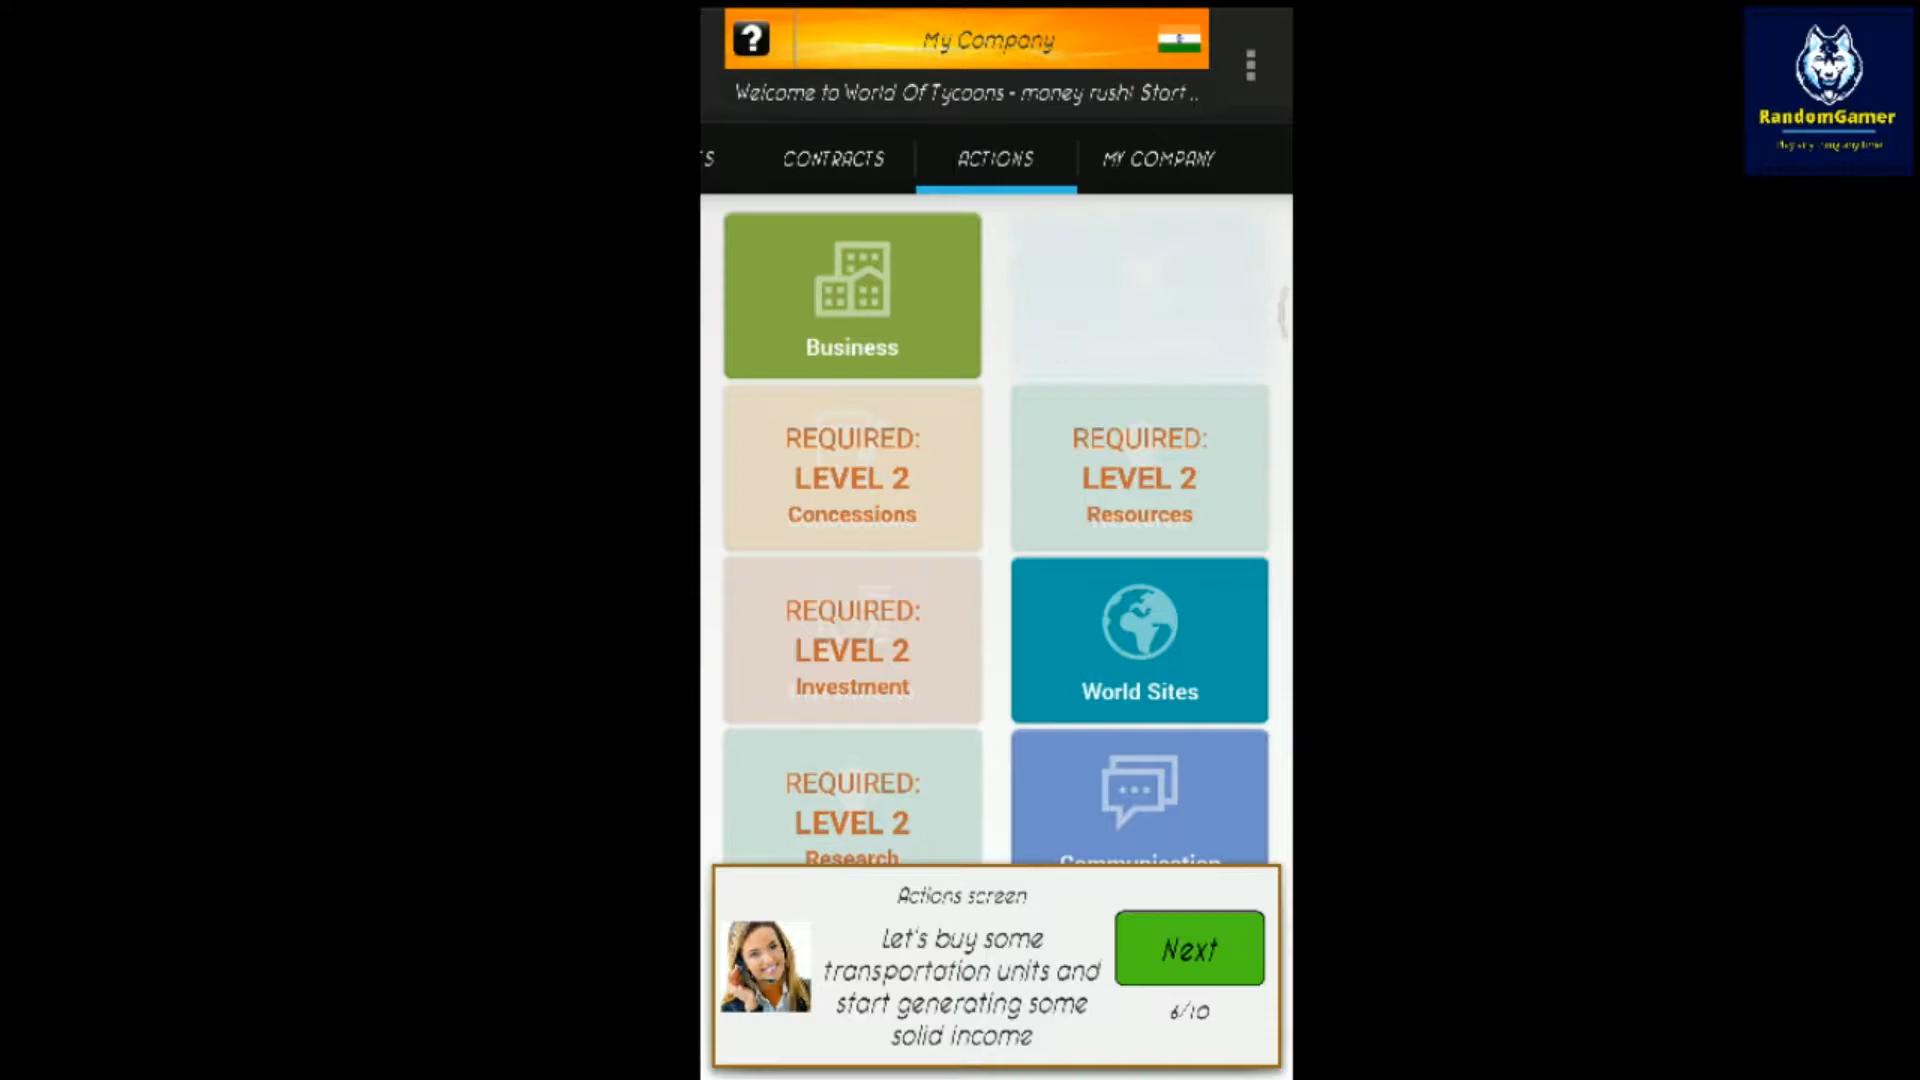 ?
My Company
Welcome to World Of Tycoons - money rush! Start ..
TS
CONTRACTS
ACTIONS
MY COMPANY
Business
REQUIRED:
LEVEL 2
Concessions
REQUIRED:
LEVEL 2
Resources
REQUIRED:
LEVEL 2
Investment
World Sites
REQUIRED:
LEVEL 2
Research
Communication
Actions screen
Let's buy some
transportation units and
start generating some
solid income
Next
6/10
RandomGamer